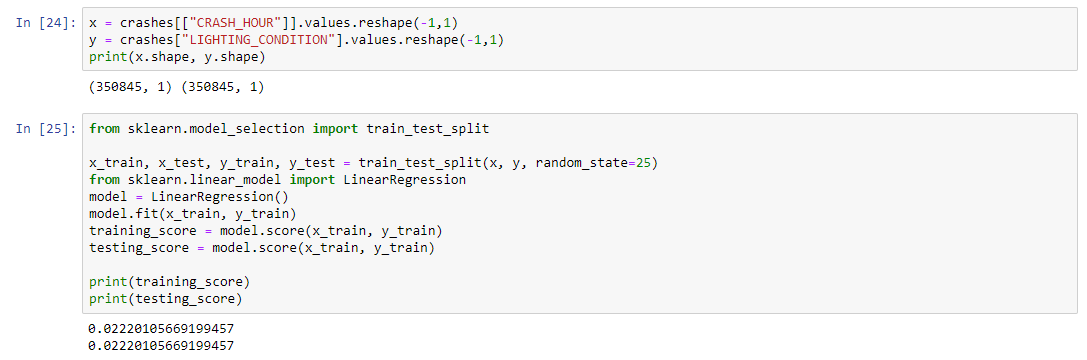 In [24]: x = crashes[["CRASH_HOUR"]].values.reshape(-1,1)
y = crashes["LIGHTING_CONDITION"].values.reshape(-1,1)
print(x.shape, y.shape)
(350845, 1) (350845, 1)
In [25]: from sklearn.model_selection import train_test_split
x_train, x_test, y_train, y_test = train_test_split(x, y, random_state=25)
from sklearn.linear_model import LinearRegression
model = LinearRegression()
model.fit(x_train, y_train)
training_score = model.score(x_train, y_train)
testing_score = model.score(x_train, y_train)
print(training_score)
print(testing_score)
0.02220105669199457
0.02220105669199457